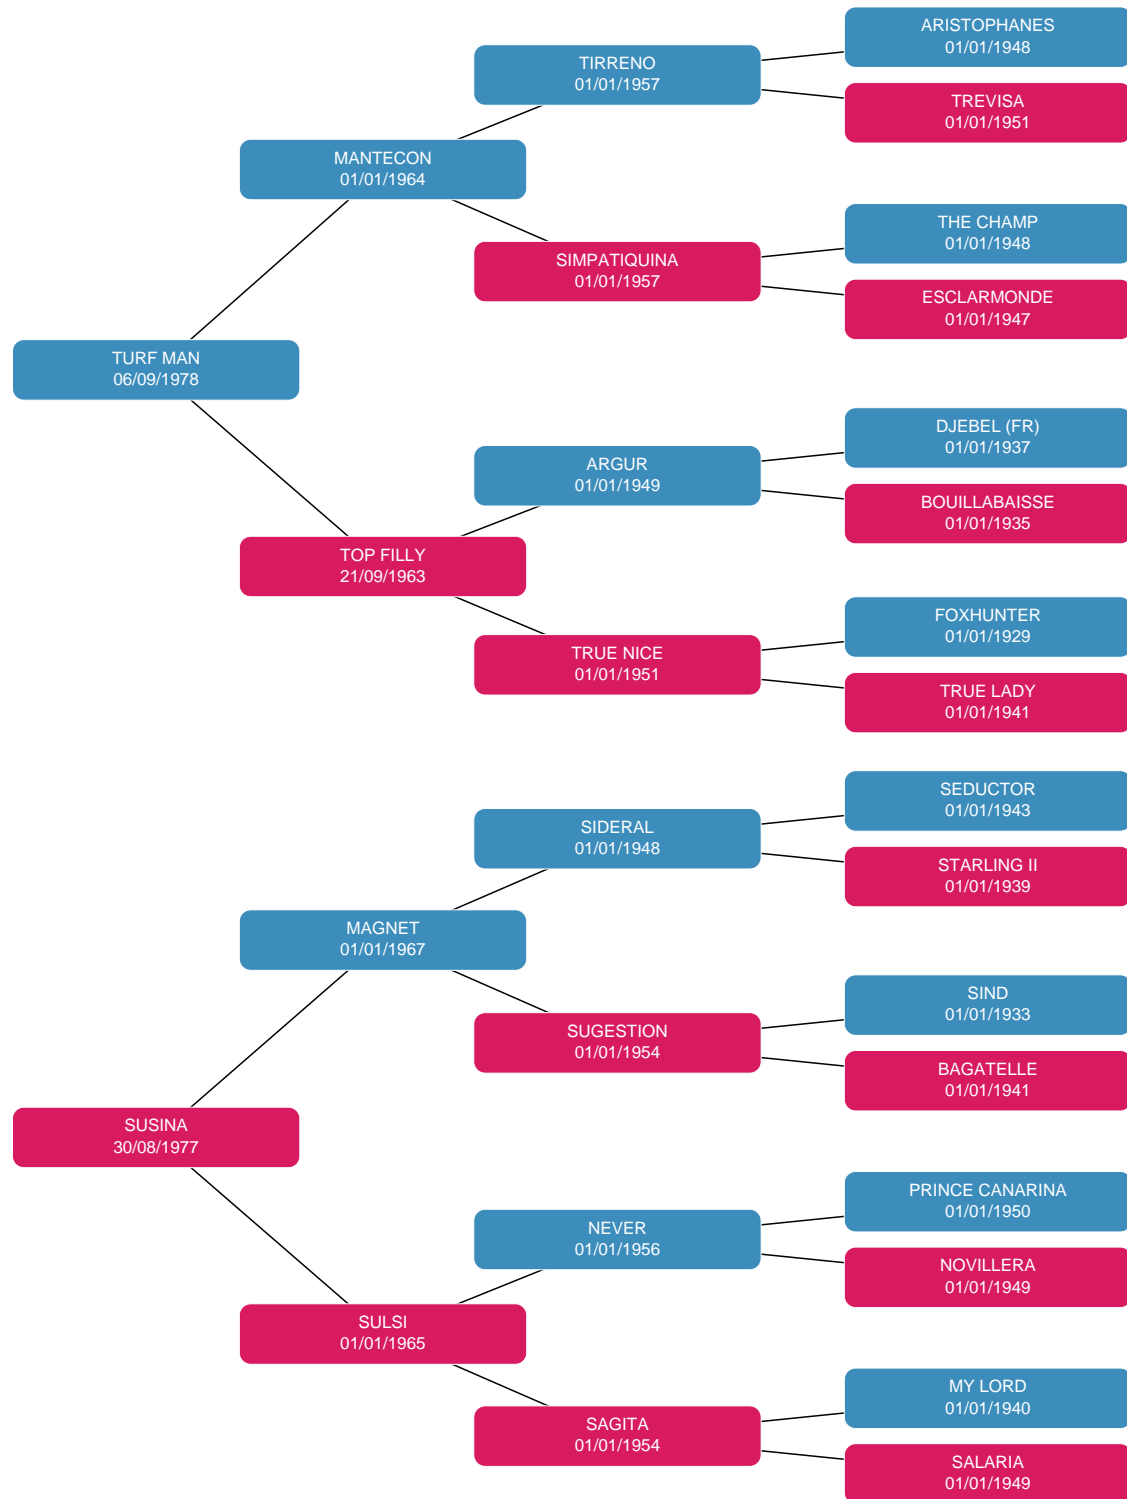 ARISTOPHANES
01/01/1948
TIRRENO
01/01/1957
TREVISA
01/01/1951
MANTECON
01/01/1964
THE CHAMP
01/01/1948
SIMPATIQUINA
01/01/1957
ESCLARMONDE
01/01/1947
TURF MAN
06/09/1978
DJEBEL (FR)
01/01/1937
ARGUR
01/01/1949
BOUILLABAISSE
01/01/1935
TOP FILLY
21/09/1963
FOXHUNTER
01/01/1929
TRUE NICE
01/01/1951
TRUE LADY
01/01/1941
SEDUCTOR
01/01/1943
SIDERAL
01/01/1948
STARLING II
01/01/1939
MAGNET
01/01/1967
SIND
01/01/1933
SUGESTION
01/01/1954
BAGATELLE
01/01/1941
SUSINA
30/08/1977
PRINCE CANARINA
01/01/1950
NEVER
01/01/1956
NOVILLERA
01/01/1949
SULSI
01/01/1965
MY LORD
01/01/1940
SAGITA
01/01/1954
SALARIA
01/01/1949